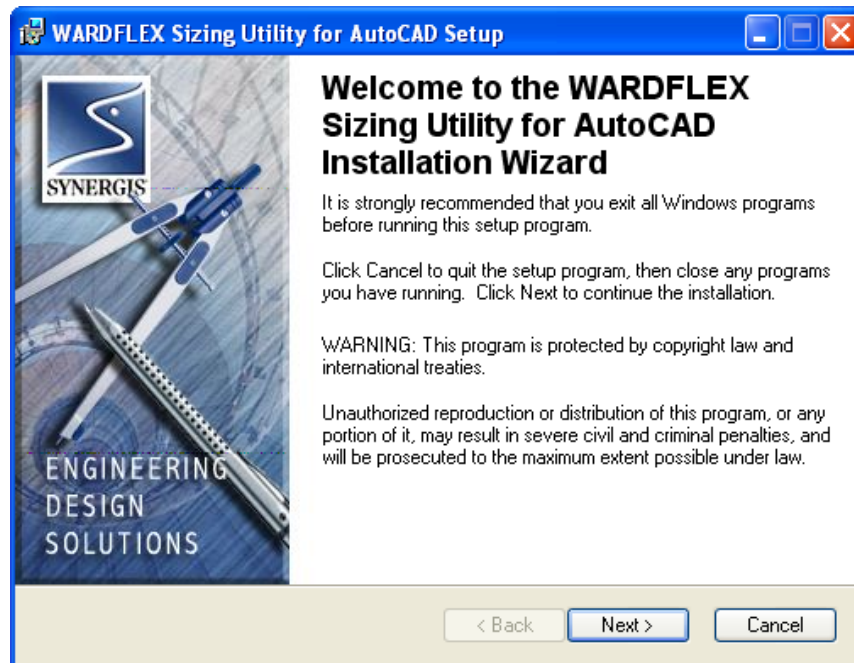 WARDFLEX Sizing Utility for AutoCAD Setup
SYNERGIS
ENGINEERING
DESIGN
SOLUTIONS
Welcome to the WARDFLEX
Sizing Utility for AutoCAD
Installation Wizard
It is strongly recommended that you exit all Windows programs
before running this setup program.
Click Cancel to quit the setup program, then close any programs
you have running. Click Next to continue the installation.
WARNING: This program is protected by copyright law and
international treaties.
Unauthorized reproduction or distribution of this program, or any
portion of it, may result in severe civil and criminal penalties, and
will be prosecuted to the maximum extent possible under law.
< Back
Next >
Cancel